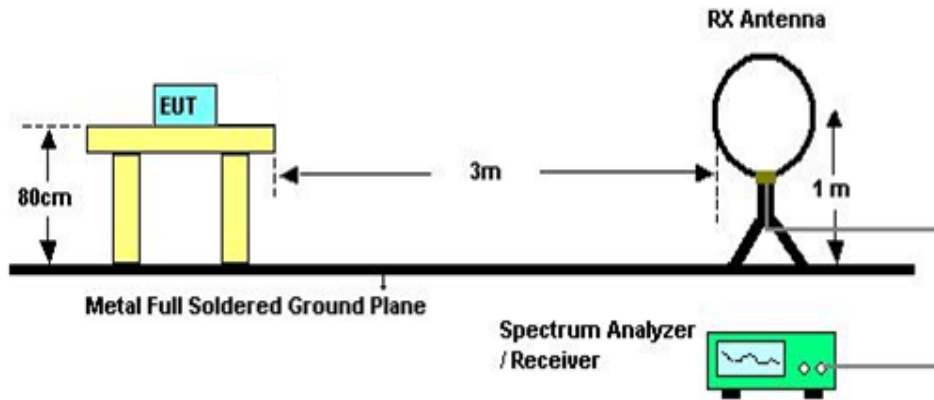 RX Antenna
EUT
3m
80cm
1 m
Metal Full Soldered Ground Plane
Spectrum Analyzer
/ Receiver